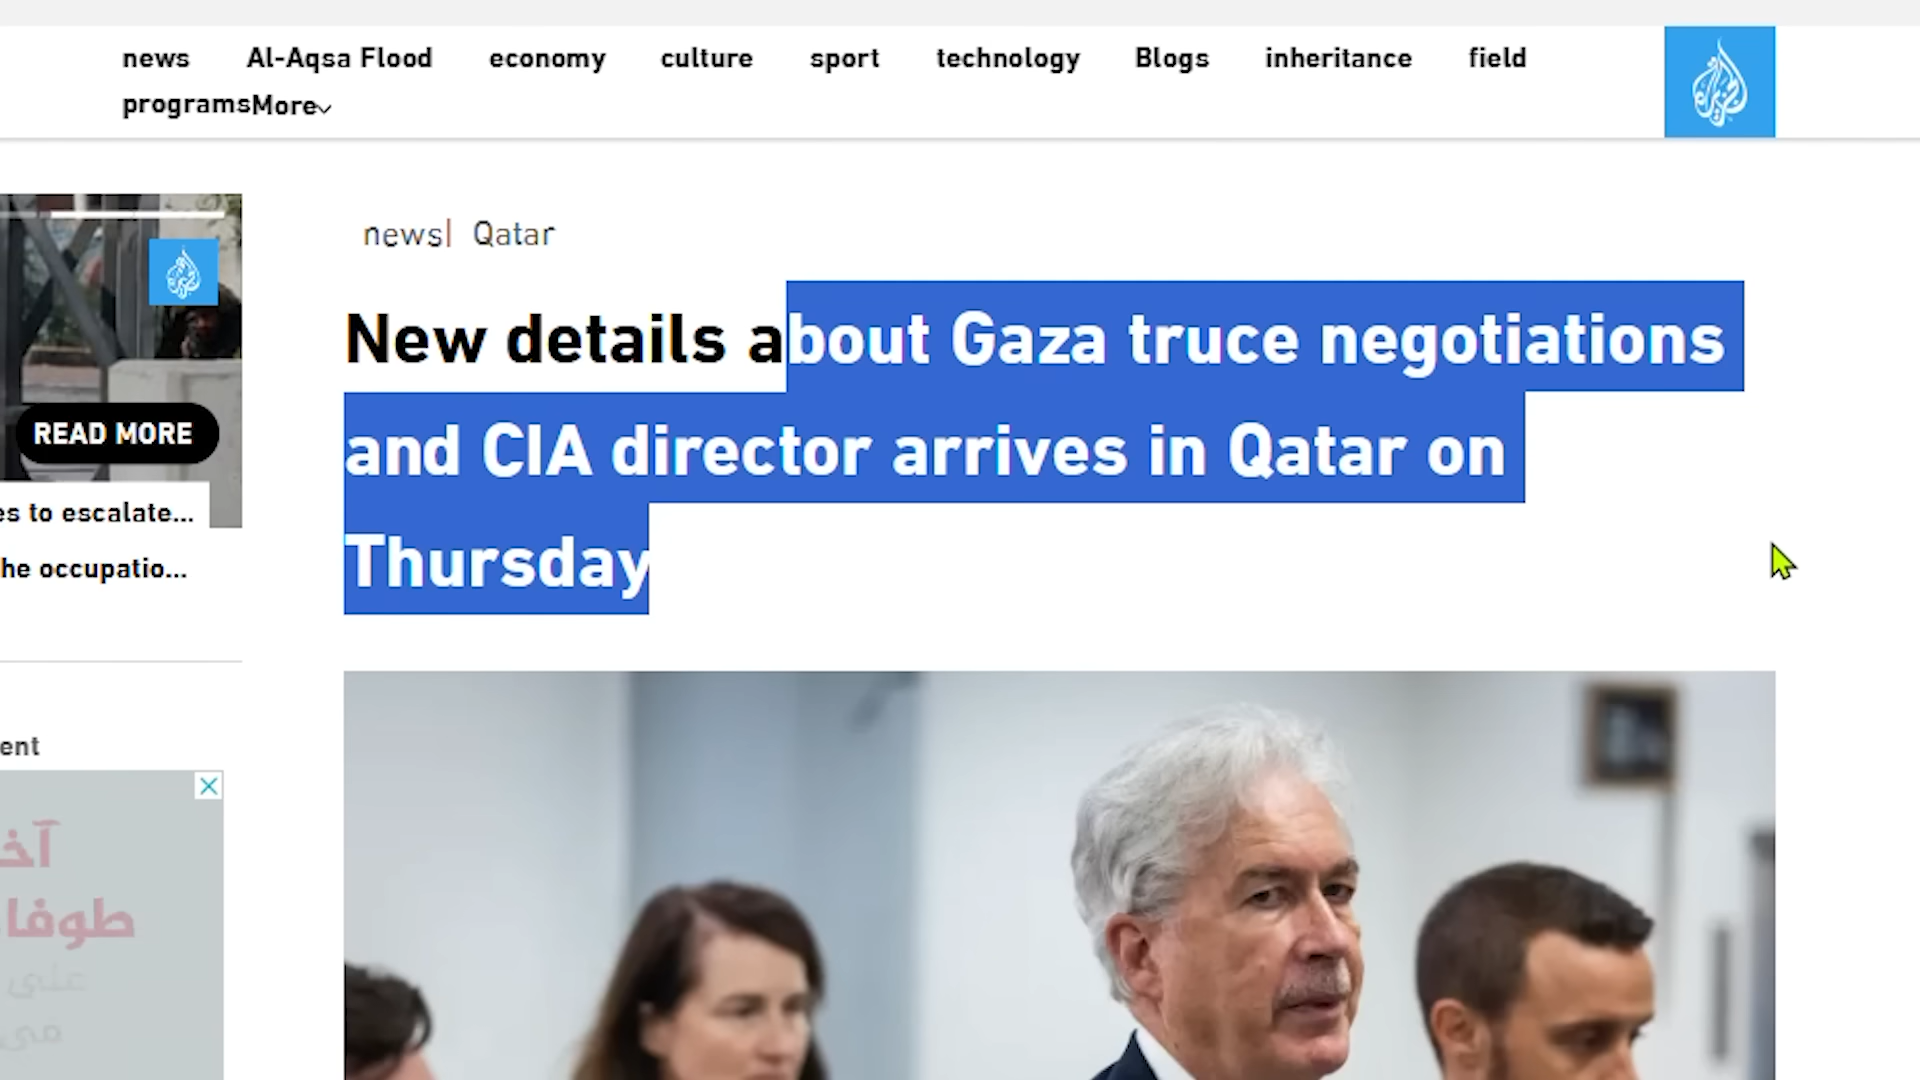 news Al-Aqsa Flood economy culture sport technology Blogs inheritance field
programsMore
READ MORE
es to escalate...
he occupatio...
ent
آخ
طوفا
على
news| Qatar
New details about Gaza truce negotiations
and CIA director arrives in Qatar on
Thursday